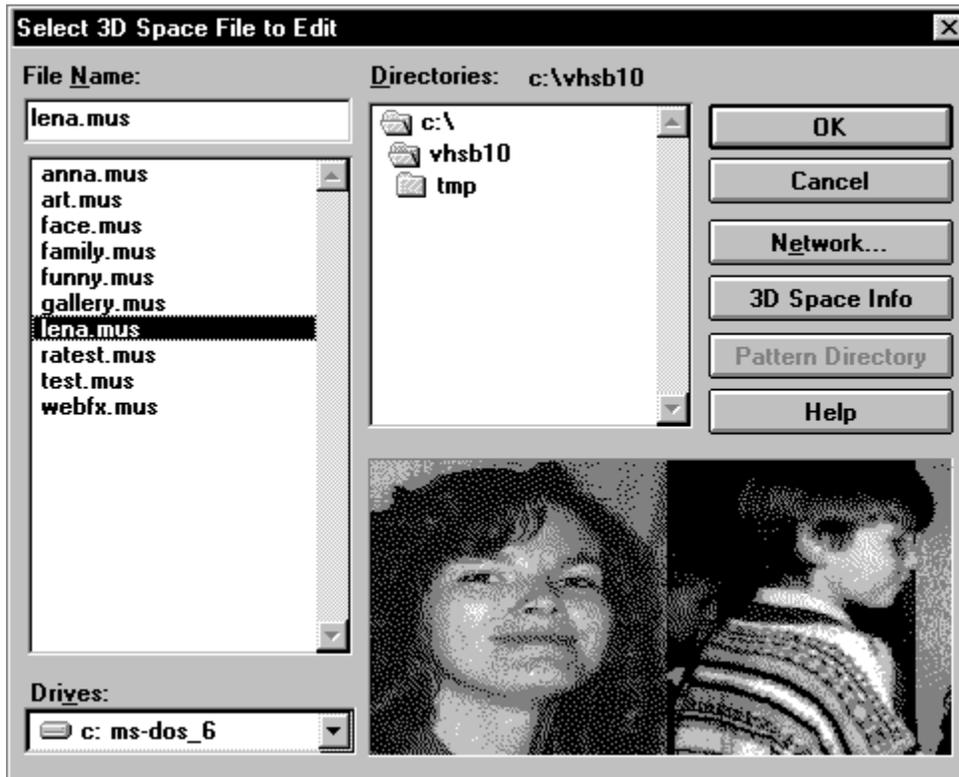 Select 3D Space File to Edit
File Name:
lena.mus
anna.mus
art.mus
face.mus
family.mus
funny.mus
gallery.mus
lena.mus
ratest.mus
test.mus
webfx.mus
Drives:
c: ms-dos_6
Directories: c:\vhsb10
c:\
vhsb10
tmp
OK
Cancel
Network...
3D Space Info
Pattern Directory
Help